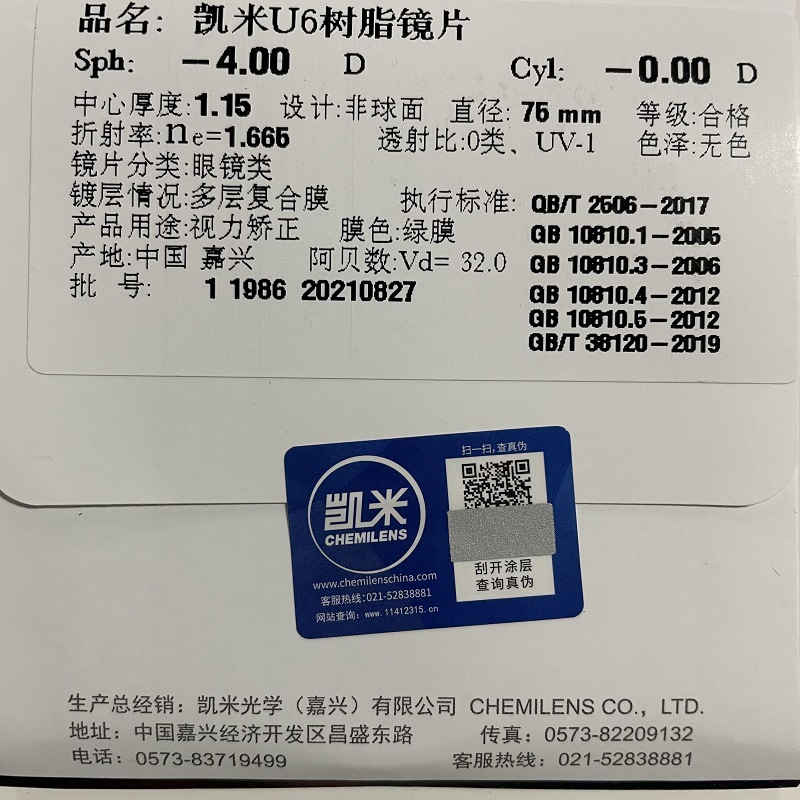 品名: 凯米U6树脂镜片
Sph: －4.00 D Cyl: －0.00 D
中心厚度:1.15 设计:非球面 直径: 75 mm 等级:合格
折射率:ne=1.665 透射比:0类、UV-1 色泽:无色
镜片分类:眼镜类
镀层情况:多层复合膜 执行标准: QB/T 2506－2017
产品用途:视力矫正 膜色:绿膜 GB 10810.1－2005
产地:中国 嘉兴 阿贝数:Vd= 32.0 GB 10810.3－2006
批 号: 1 1986 20210827 GB 10810.4－2012
GB 10810.5－2012
GB/T 38120－2019
扫一扫,查真伪
凯米
CHEMILENS
刮开涂层
查询真伪
www.chemilenschina.com
客服热线:021-52838881
网站查询: www.11412315.cn
生产总经销: 凯米光学（嘉兴）有限公司 CHEMILENS CO., LTD.
地址: 中国嘉兴经济开发区昌盛东路 传真: 0573-82209132
电话: 0573-83719499 客服热线: 021-52838881